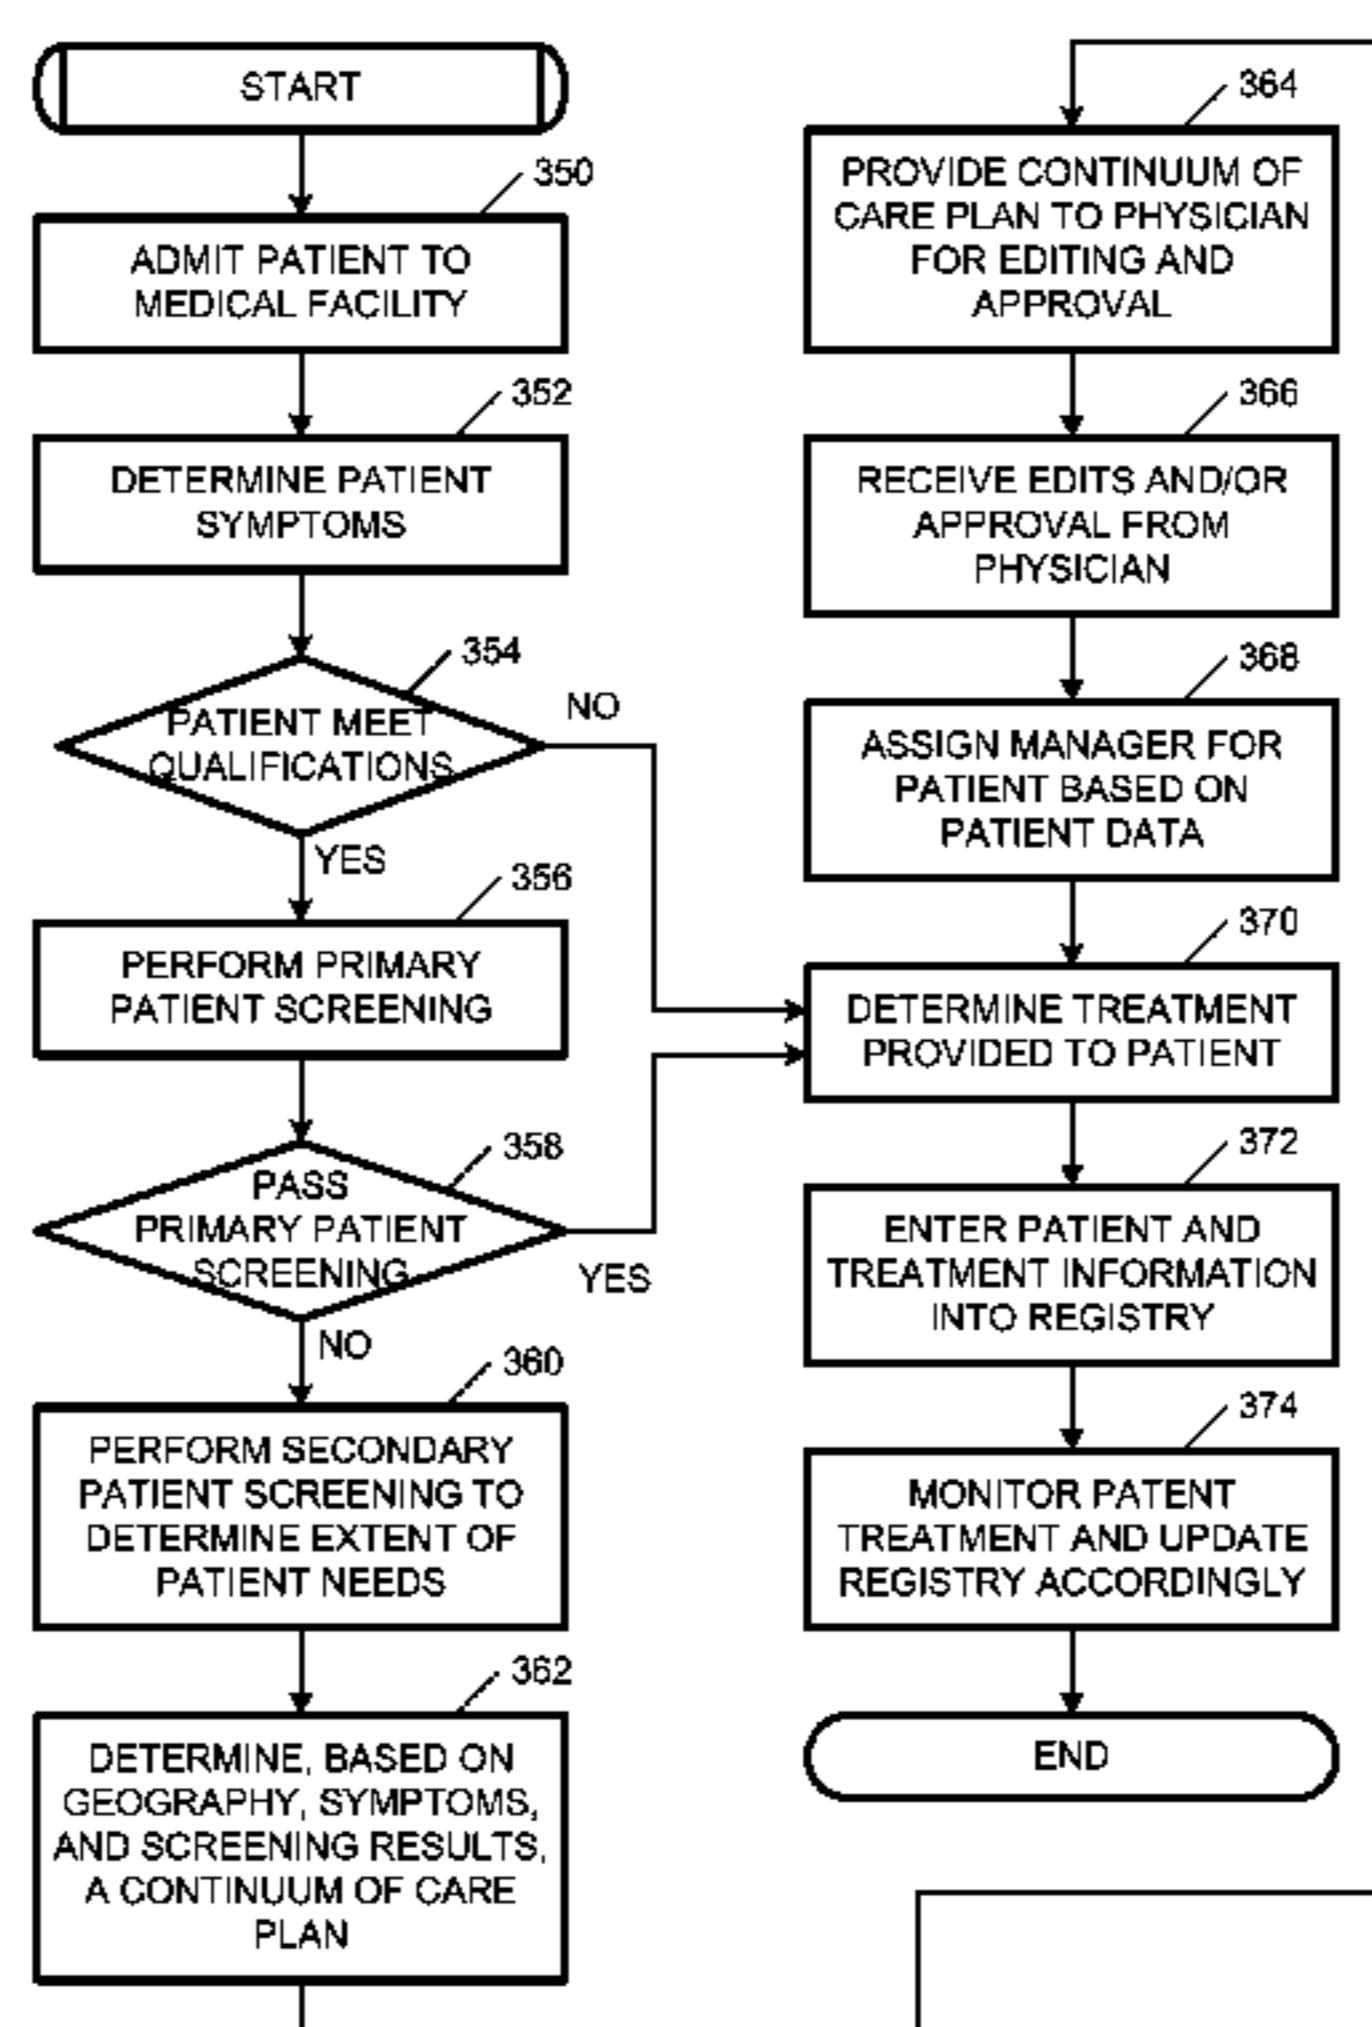 START
350
ADMIT PATIENT TO
MEDICAL FACILITY
352
DETERMINE PATIENT
SYMPTOMS
354
PATIENT MEET
QUALIFICATIONS
NO
YES
356
PERFORM PRIMARY
PATIENT SCREENING
358
PASS
PRIMARY PATIENT
SCREENING
YES
NO
360
PERFORM SECONDARY
PATIENT SCREENING TO
DETERMINE EXTENT OF
PATIENT NEEDS
362
DETERMINE, BASED ON
GEOGRAPHY, SYMPTOMS,
AND SCREENING RESULTS,
A CONTINUUM OF CARE
PLAN
364
PROVIDE CONTINUUM OF
CARE PLAN TO PHYSICIAN
FOR EDITING AND
APPROVAL
366
RECEIVE EDITS AND/OR
APPROVAL FROM
PHYSICIAN
368
ASSIGN MANAGER FOR
PATIENT BASED ON
PATIENT DATA
370
DETERMINE TREATMENT
PROVIDED TO PATIENT
372
ENTER PATIENT AND
TREATMENT INFORMATION
INTO REGISTRY
374
MONITOR PATENT
TREATMENT AND UPDATE
REGISTRY ACCORDINGLY
END